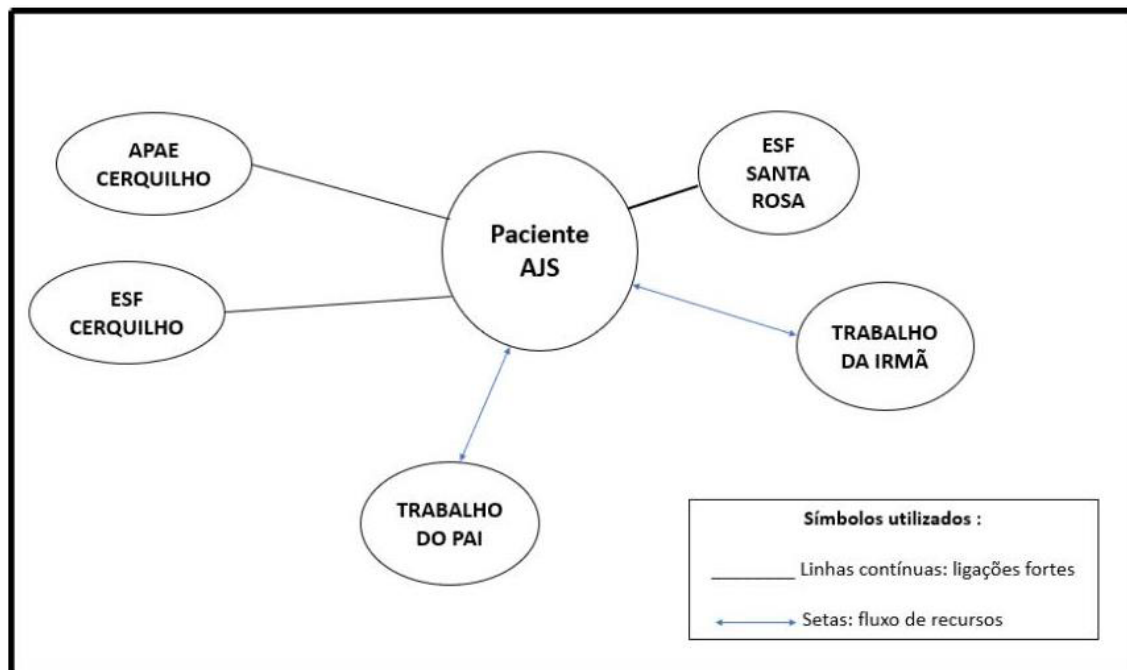 APAE
CERQUILHO
ESF
SANTA
ROSA
Paciente
AJS
ESF
CERQUILHO
TRABALHO
DA IRMÃ
TRABALHO
DO PAI
Símbolos utilizados :
Linhas contínuas: ligações fortes
Setas: fluxo de recursos